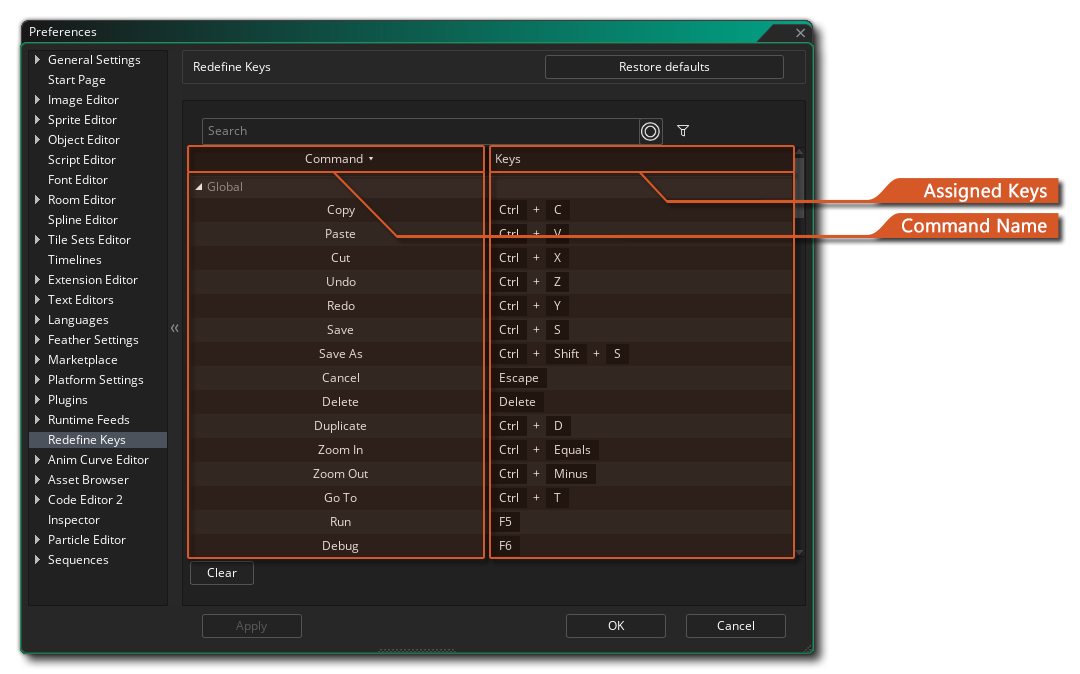 Preferences
General Settings
Start Page
Image Editor
Sprite Editor
Object Editor
Script Editor
Font Editor
Room Editor
Spline Editor
Tile Sets Editor
Timelines
Extension Editor
Text Editors
Languages
Feather Settings
Marketplace
Platform Settings
Plugins
Runtime Feeds
Redefine Keys
Anim Curve Editor
Asset Browser
Code Editor 2
Inspector
Particle Editor
Sequences
Redefine Keys Restore defaults
Search
Command Keys
Global
Copy Ctrl + C
Paste Ctrl + V
Cut Ctrl + X
Undo Ctrl + Z
Redo Ctrl + Y
Save Ctrl + S
Save As Ctrl + Shift + S
Cancel Escape
Delete Delete
Duplicate Ctrl + D
Zoom In Ctrl + Equals
Zoom Out Ctrl + Minus
Go To Ctrl + T
Run F5
Debug F6
Clear
Apply OK Cancel
Assigned Keys
Command Name